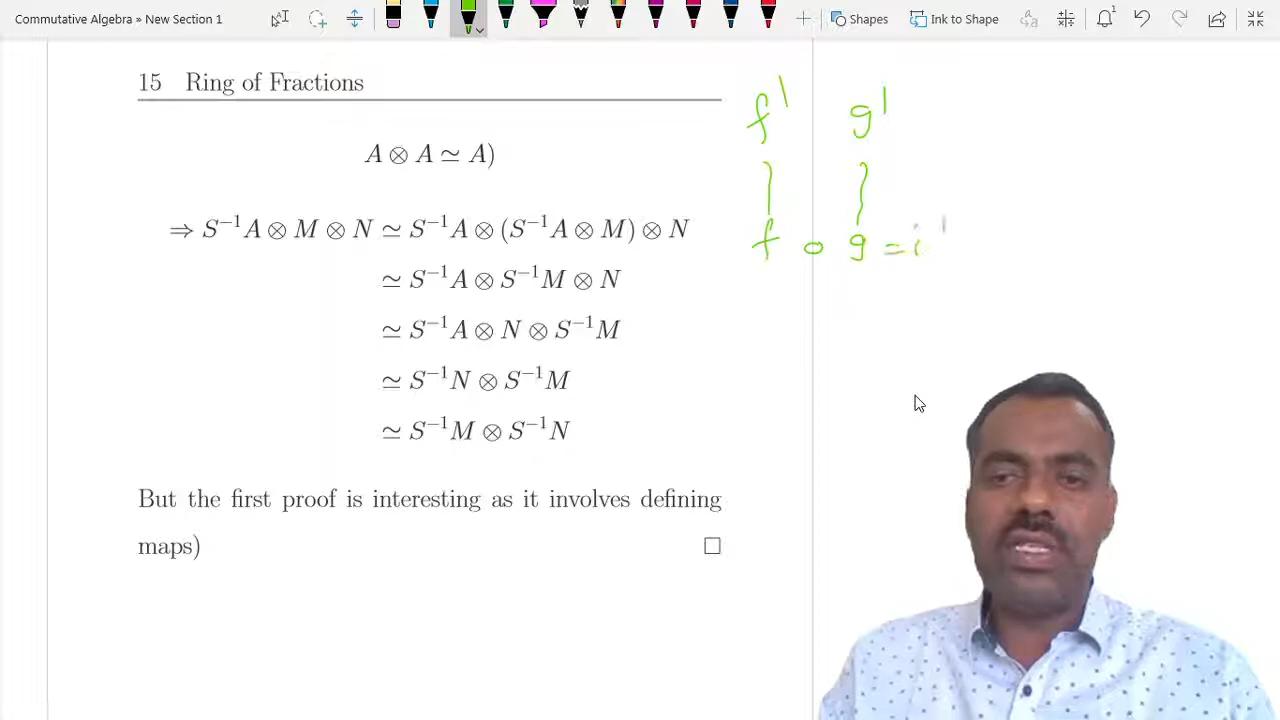 Commutative Algebra » New Section 1
Shapes
Ink to Shape
15 Ring of Fractions
A ⊗ A ≃ A)
⇒ S⁻¹A ⊗ M ⊗ N ≃ S⁻¹A ⊗ (S⁻¹A ⊗ M) ⊗ N
≃ S⁻¹A ⊗ S⁻¹M ⊗ N
≃ S⁻¹A ⊗ N ⊗ S⁻¹M
≃ S⁻¹N ⊗ S⁻¹M
≃ S⁻¹M ⊗ S⁻¹N
But the first proof is interesting as it involves defining
maps) □
f' g'
f o g = i